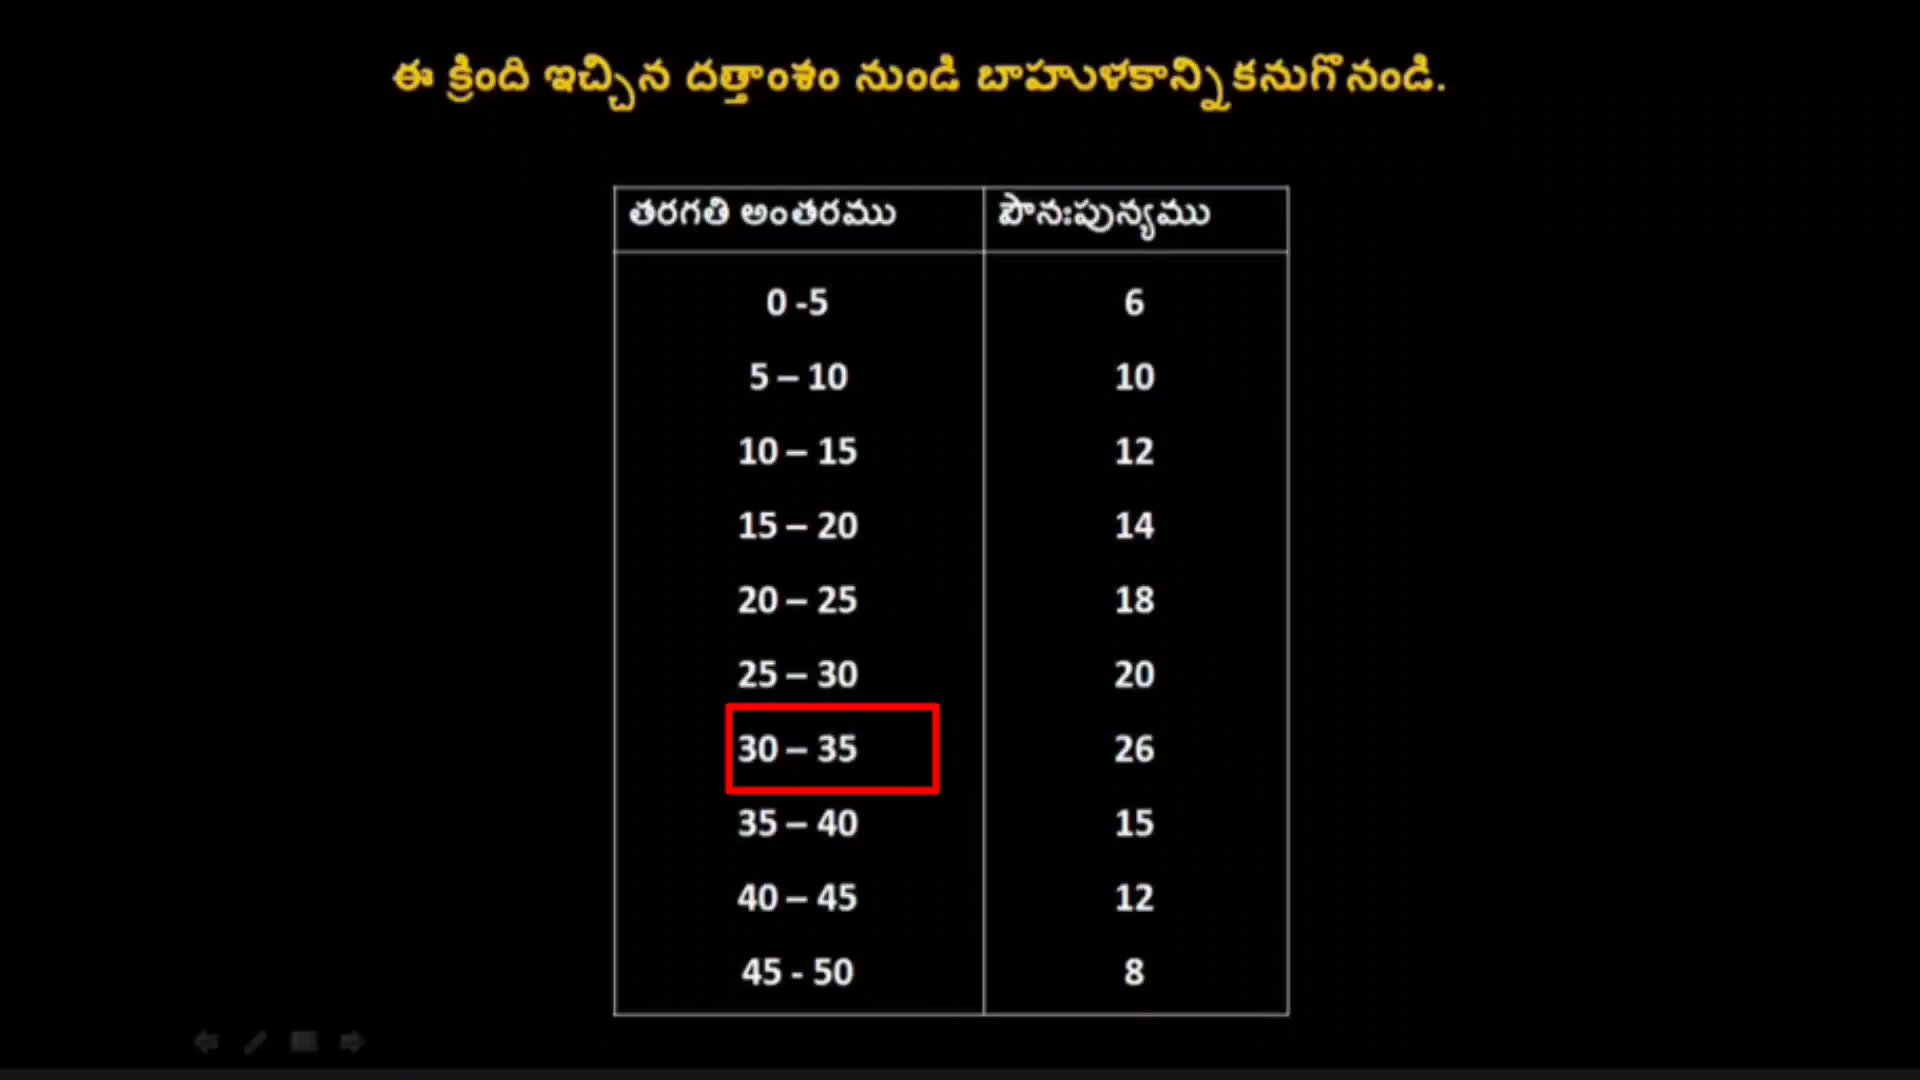 ఈ క్రింది ఇచ్చిన దత్తాంశం నుండి బాహుళకాన్ని కనుగొనండి.
తరగతి అంతరము పౌనఃపున్యము
0 -5 6
5 – 10 10
10 – 15 12
15 – 20 14
20 – 25 18
25 – 30 20
30 – 35 26
35 – 40 15
40 – 45 12
45 - 50 8